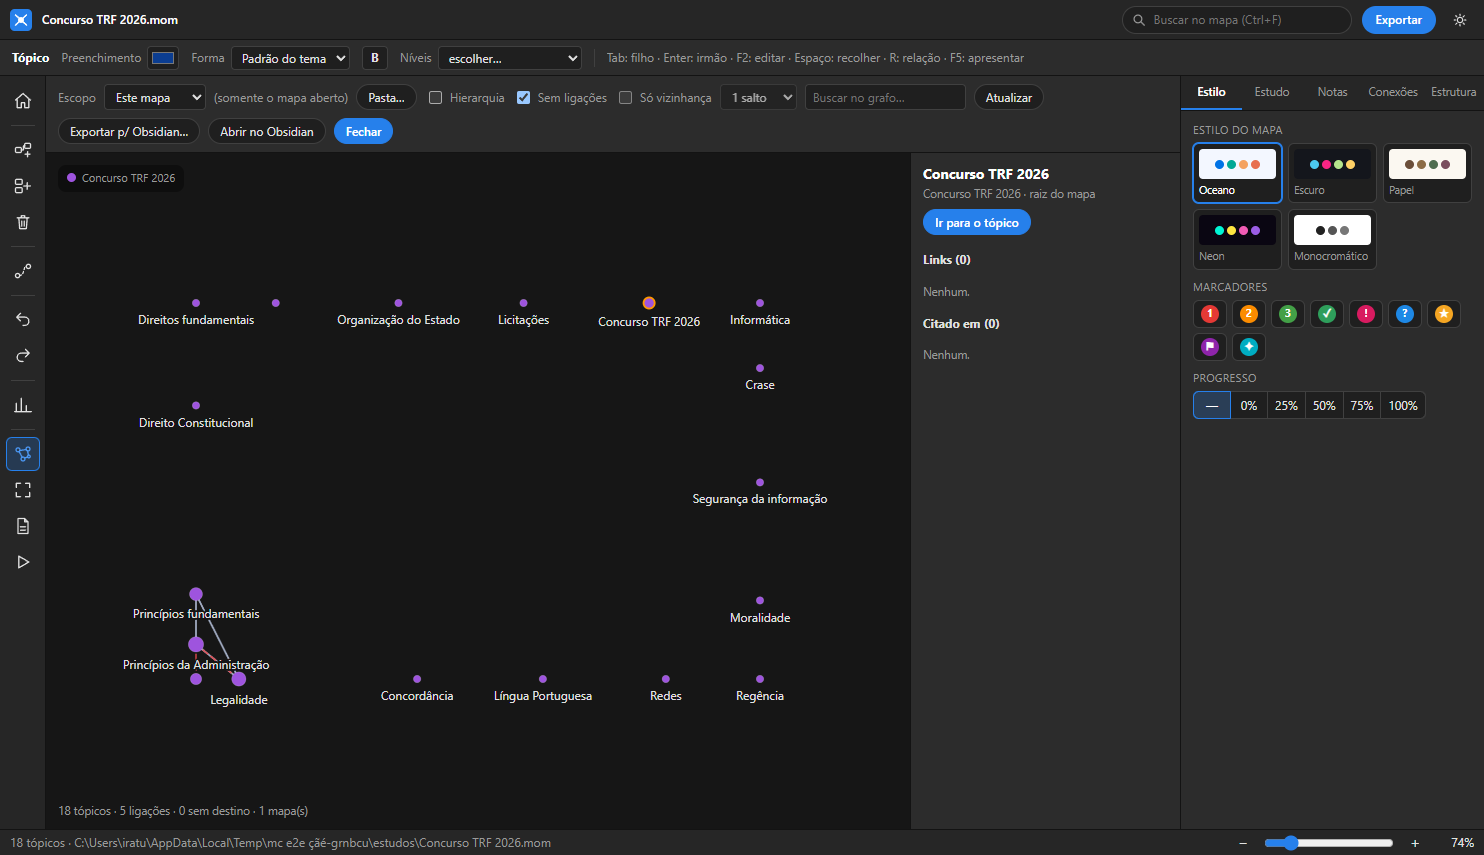 Concurso TRF 2026.mom
Buscar no mapa (Ctrl+F)
Exportar
Tópico Preenchimento Forma Padrão do tema B Níveis escolher... Tab: filho · Enter: irmão · F2: editar · Espaço: recolher · R: relação · F5: apresentar
Escopo Este mapa (somente o mapa aberto) Pasta... Hierarquia Sem ligações Só vizinhança 1 salto Buscar no grafo... Atualizar
Exportar p/ Obsidian... Abrir no Obsidian Fechar
Concurso TRF 2026
Direitos fundamentais
Organização do Estado
Licitações
Concurso TRF 2026
Informática
Crase
Direito Constitucional
Segurança da informação
Princípios fundamentais
Moralidade
Princípios da Administração
Legalidade
Concordância
Língua Portuguesa
Redes
Regência
18 tópicos · 5 ligações · 0 sem destino · 1 mapa(s)
Concurso TRF 2026
Concurso TRF 2026 · raiz do mapa
Ir para o tópico
Links (0)
Nenhum.
Citado em (0)
Nenhum.
Estilo Estudo Notas Conexões Estrutura
ESTILO DO MAPA
Oceano Escuro Papel
Neon Monocromático
MARCADORES
1 2 3 ✓ ! ? ★
PROGRESSO
— 0% 25% 50% 75% 100%
18 tópicos · C:\Users\iratu\AppData\Local\Temp\mc e2e çãé-grnbcu\estudos\Concurso TRF 2026.mom
− + 74%